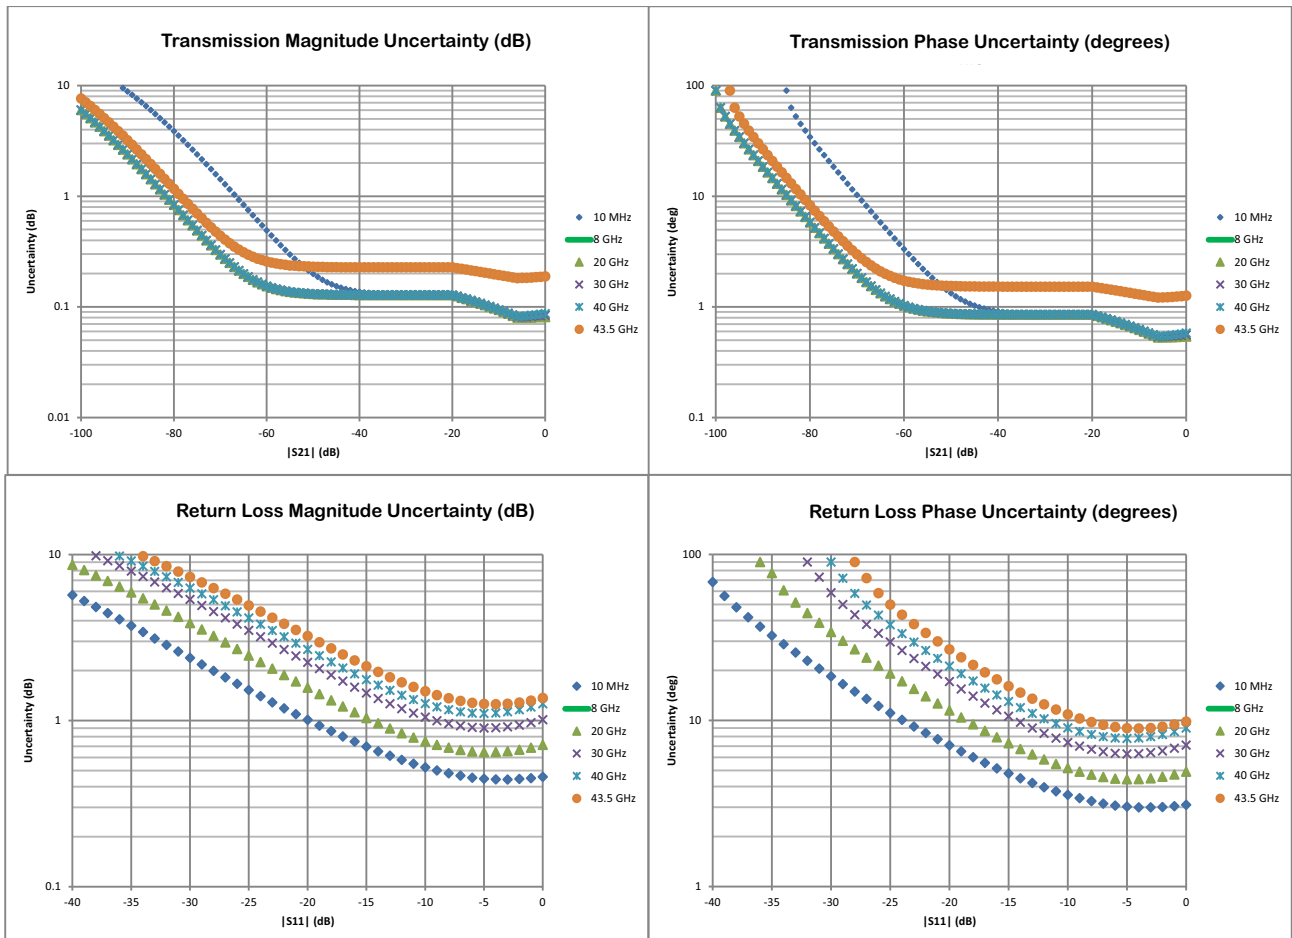 Transmission Magnitude Uncertainty (dB)
10
1
0.1
0.01
Uncertainty (dB)
-100
-80
-60
-40
-20
0
|S21| (dB)
10 MHz
8 GHz
20 GHz
30 GHz
40 GHz
43.5 GHz
Transmission Phase Uncertainty (degrees)
100
10
1
0.1
Uncertainty (deg)
-100
-80
-60
-40
-20
0
|S21| (dB)
10 MHz
8 GHz
20 GHz
30 GHz
40 GHz
43.5 GHz
Return Loss Magnitude Uncertainty (dB)
10
1
0.1
Uncertainty (dB)
-40
-35
-30
-25
-20
-15
-10
-5
0
|S11| (dB)
10 MHz
8 GHz
20 GHz
30 GHz
40 GHz
43.5 GHz
Return Loss Phase Uncertainty (degrees)
100
10
1
Uncertainty (deg)
-40
-35
-30
-25
-20
-15
-10
-5
0
|S11| (dB)
10 MHz
8 GHz
20 GHz
30 GHz
40 GHz
43.5 GHz